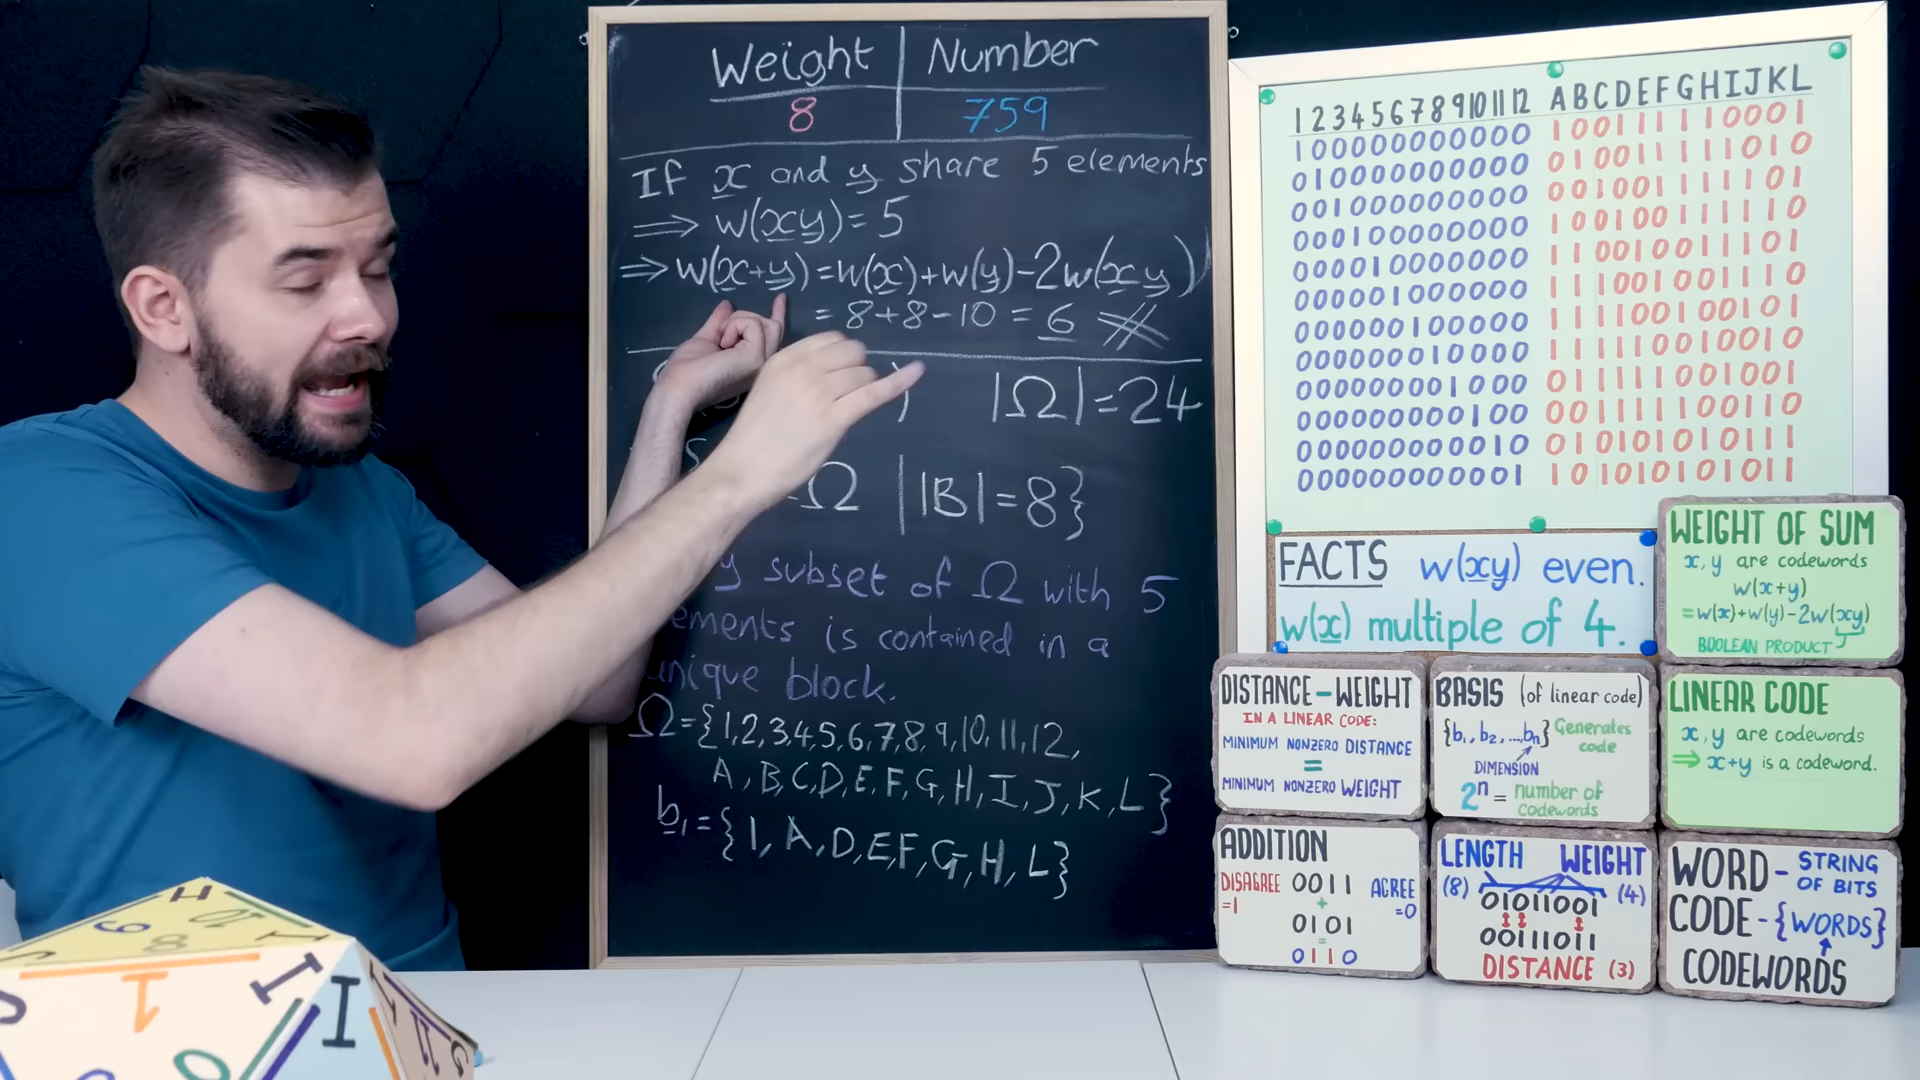 Weight | Number
8 | 759
If x and y share 5 elements
⟹ w(xy) = 5
⟹ w(x+y) = w(x)+w(y)-2w(xy)
= 8+8-10 = 6
|Ω|=24
Ω | |B|=8}
y subset of Ω with 5
ements is contained in a
unique block.
Ω={1,2,3,4,5,6,7,8,9,10,11,12,
A,B,C,D,E,F,G,H,I,J,K,L}
b₁={1,A,D,E,F,G,H,L}
1 2 3 4 5 6 7 8 9 10 11 12 A B C D E F G H I J K L
100000000000 100111110001
010000000000 010011111010
001000000000 001001111101
000100000000 100100111110
000010000000 110010011101
000001000000 111001001110
000000100000 111100100101
000000010000 111110010010
000000001000 011111001001
000000000100 001111100110
000000000010 010101010111
000000000001 101010101011
FACTS w(xy) even.
w(x) multiple of 4.
WEIGHT OF SUM
x, y are codewords
w(x+y)
=w(x)+w(y)-2w(xy)
BOOLEAN PRODUCT
DISTANCE-WEIGHT
IN A LINEAR CODE:
MINIMUM NONZERO DISTANCE
=
MINIMUM NONZERO WEIGHT
BASIS (of linear code)
{b₁, b₂, ..., bₙ} Generates
code
DIMENSION
2ⁿ = number of
codewords
LINEAR CODE
x, y are codewords
⟹ x+y is a codeword.
ADDITION
DISAGREE 0011 AGREE
=1 + =0
0101
=
0110
LENGTH WEIGHT
(8) (4)
01011001
00111011
DISTANCE (3)
WORD - STRING
OF BITS
CODE - {WORDS}
CODEWORDS
H
10
9
8
1
I
I
11
G